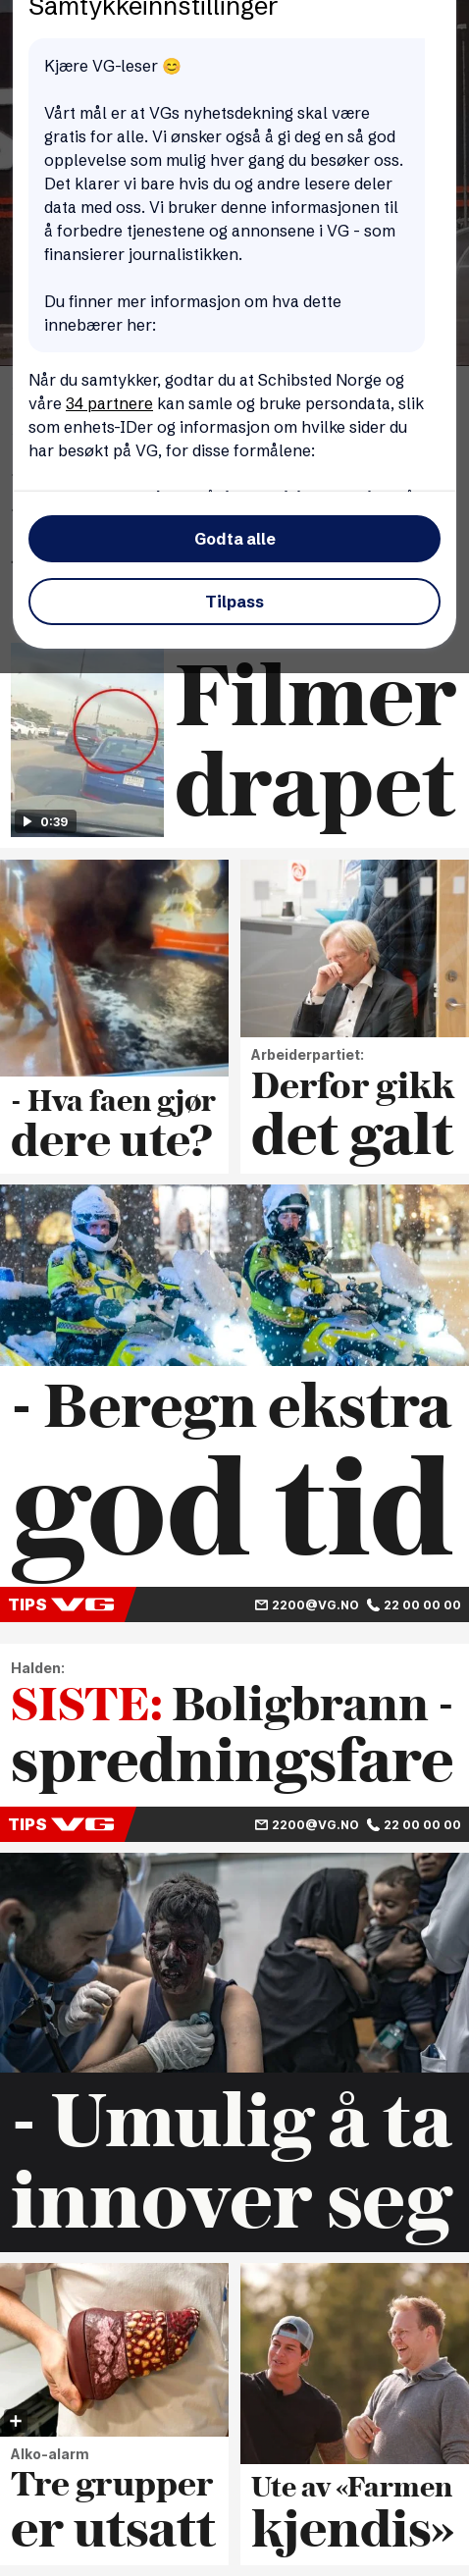 Samtykkeinnstillinger
Kjære VG-leser 😊
Vårt mål er at VGs nyhetsdekning skal være
gratis for alle. Vi ønsker også å gi deg en så god
opplevelse som mulig hver gang du besøker oss.
Det klarer vi bare hvis du og andre lesere deler
data med oss. Vi bruker denne informasjonen til
å forbedre tjenestene og annonsene i VG - som
finansierer journalistikken.
Du finner mer informasjon om hva dette
innebærer her:
Når du samtykker, godtar du at Schibsted Norge og
våre 34 partnere kan samle og bruke persondata, slik
som enhets-IDer og informasjon om hvilke sider du
har besøkt på VG, for disse formålene:
Godta alle
Tilpass
0:39
Filmer
drapet
- Hva faen gjør
dere ute?
Arbeiderpartiet:
Derfor gikk
det galt
- Beregn ekstra
god tid
TIPS VG 2200@VG.NO 22 00 00 00
Halden:
SISTE: Boligbrann -
spredningsfare
TIPS VG 2200@VG.NO 22 00 00 00
- Umulig å ta
innover seg
Alko-alarm
Tre grupper
er utsatt
Ute av «Farmen
kjendis»